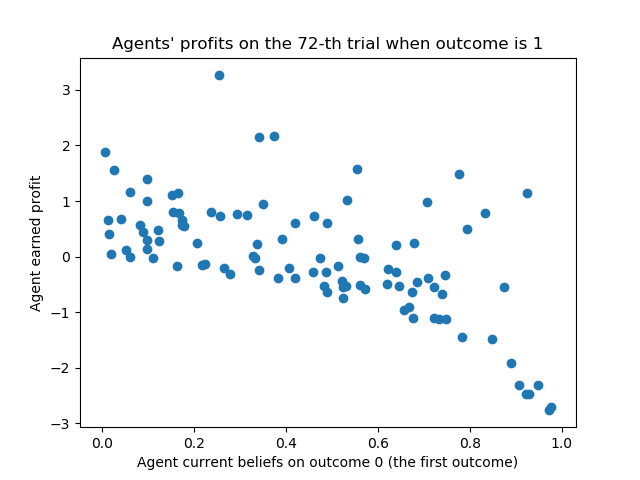 Agents' profits on the 72-th trial when outcome is 1
3
2
1
0
−1
−2
−3
Agent earned profit
0.0 0.2 0.4 0.6 0.8 1.0
Agent current beliefs on outcome 0 (the first outcome)